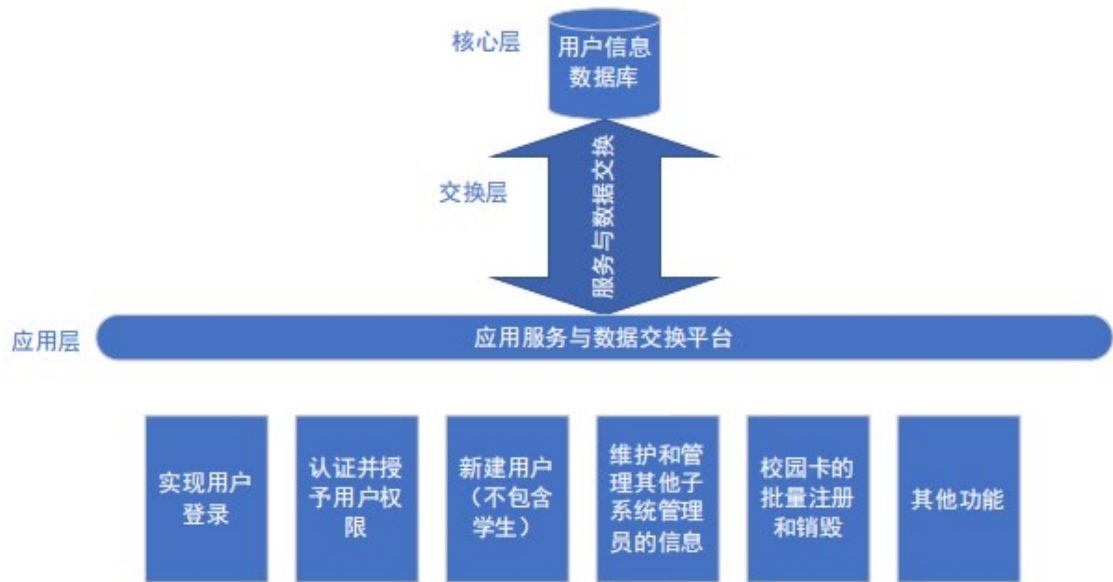 核心层
用户信息
数据库
交换层
服务与数据交换
应用层
应用服务与数据交换平台
实现用户
登录
认证并授
予用户权
限
新建用户
（不包含
学生）
维护和管
理其他子
系统管理
员的信息
校园卡的
批量注册
和销毁
其他功能